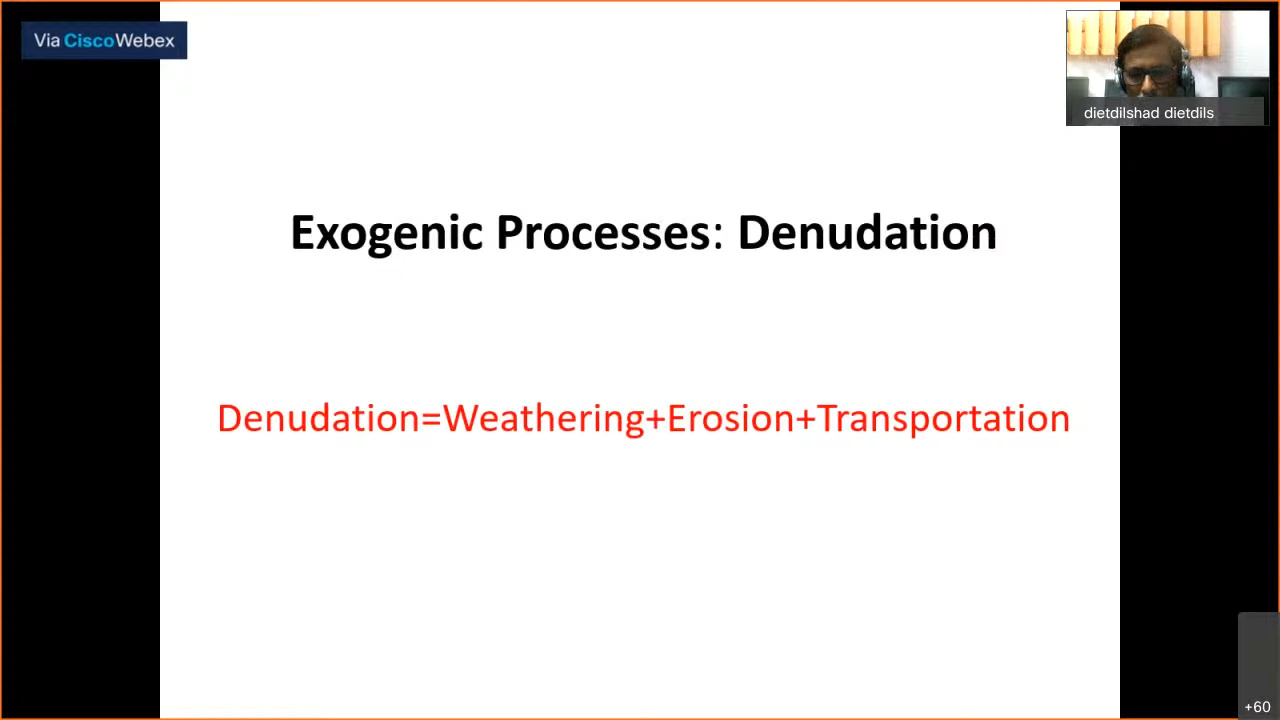 Via CiscoWebex
dietdilshad dietdils
Exogenic Processes: Denudation
Denudation=Weathering+Erosion+Transportation
+60